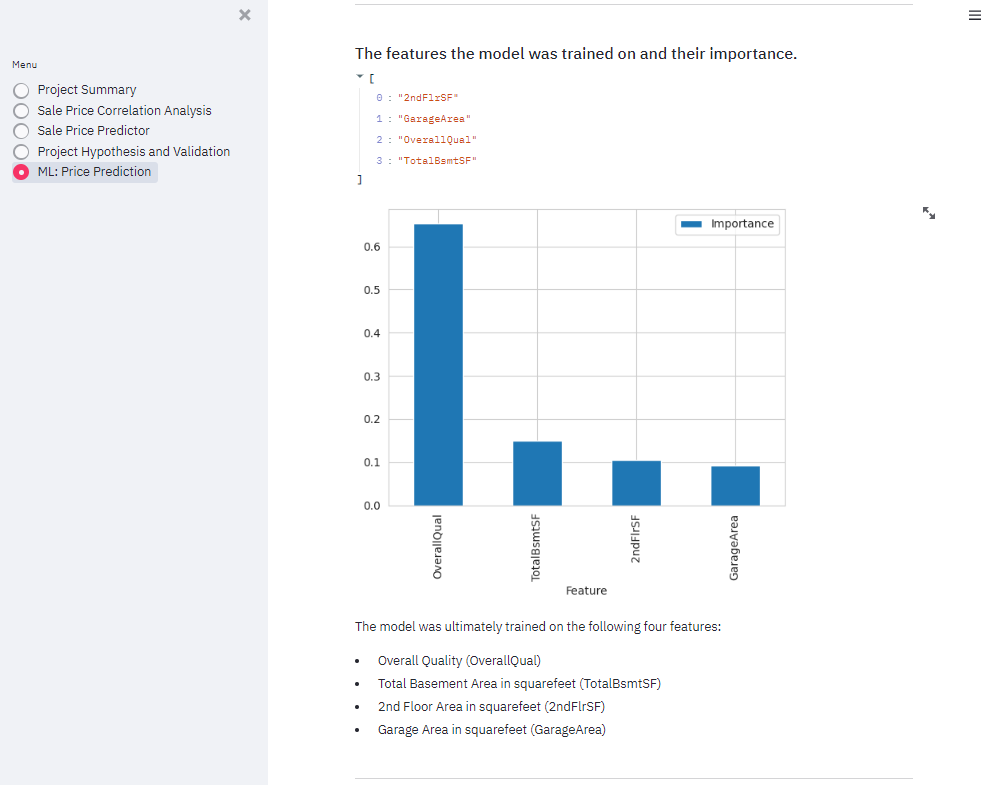 Menu
Project Summary
Sale Price Correlation Analysis
Sale Price Predictor
Project Hypothesis and Validation
ML: Price Prediction
The features the model was trained on and their importance.
[
0 : "2ndFlrSF"
1 : "GarageArea"
2 : "OverallQual"
3 : "TotalBsmtSF"
]
Importance
0.6
0.5
0.4
0.3
0.2
0.1
0.0
OverallQual
TotalBsmtSF
2ndFlrSF
GarageArea
Feature
The model was ultimately trained on the following four features:
• Overall Quality (OverallQual)
• Total Basement Area in squarefeet (TotalBsmtSF)
• 2nd Floor Area in squarefeet (2ndFlrSF)
• Garage Area in squarefeet (GarageArea)